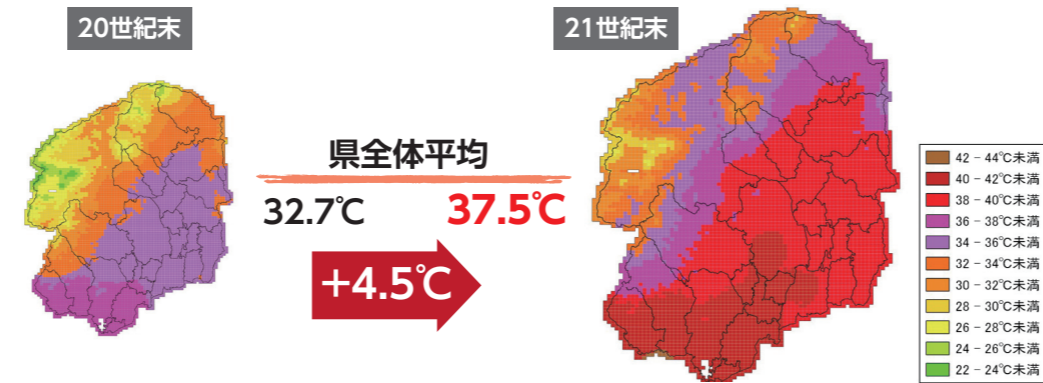 20世紀末
21世紀末
県全体平均
32.7℃
37.5℃
+4.5℃
42 - 44℃未満
40 - 42℃未満
38 - 40℃未満
36 - 38℃未満
34 - 36℃未満
32 - 34℃未満
30 - 32℃未満
28 - 30℃未満
26 - 28℃未満
24 - 26℃未満
22 - 24℃未満